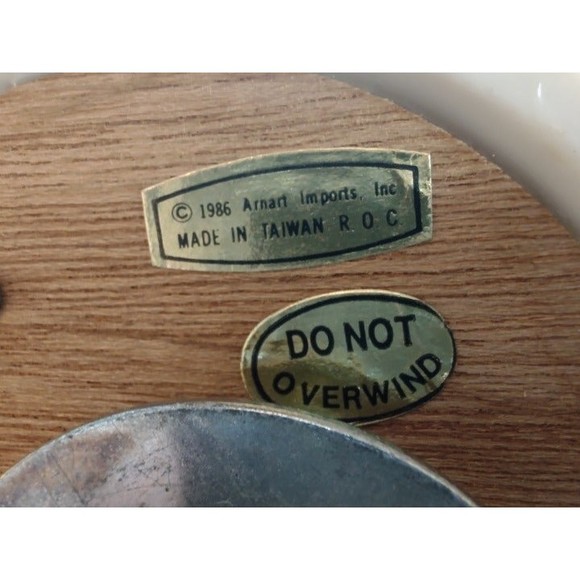 © 1986 Arnart Imports, Inc
MADE IN TAIWAN R.O.C
DO NOT
OVERWIND